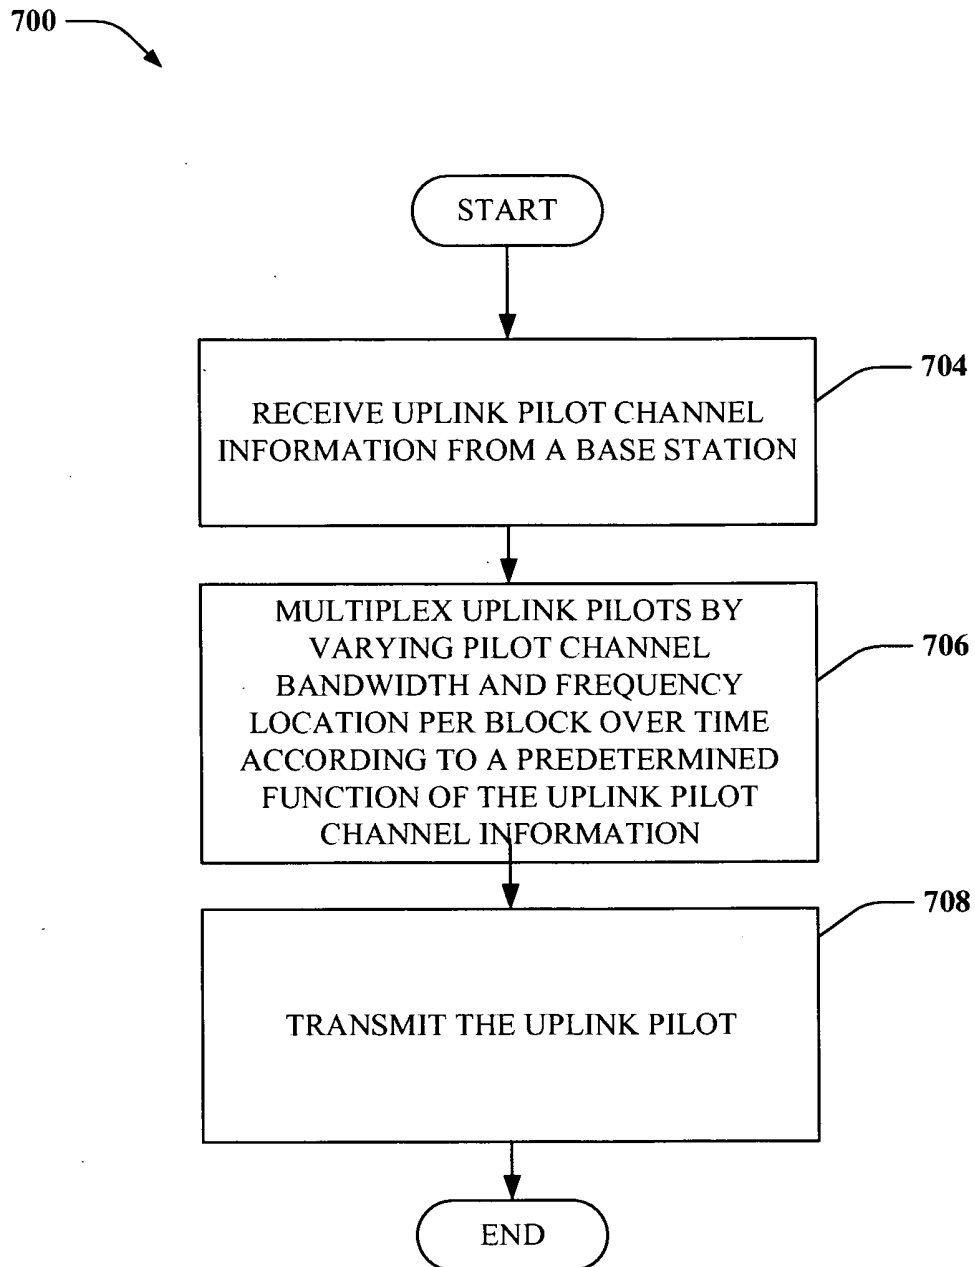 700
START
704
RECEIVE UPLINK PILOT CHANNEL
INFORMATION FROM A BASE STATION
MULTIPLEX UPLINK PILOTS BY
VARYING PILOT CHANNEL
BANDWIDTH AND FREQUENCY
LOCATION PER BLOCK OVER TIME
ACCORDING TO A PREDETERMINED
FUNCTION OF THE UPLINK PILOT
CHANNEL INFORMATION
706
708
TRANSMIT THE UPLINK PILOT
END